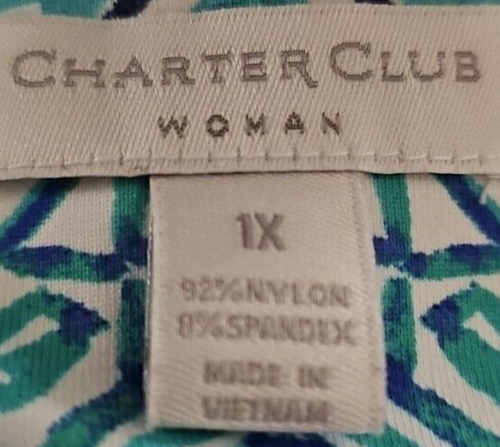 CHARTER CLUB
WOMAN
1X
92%NYLON
8%SPANDEX
MADE IN
VIETNAM